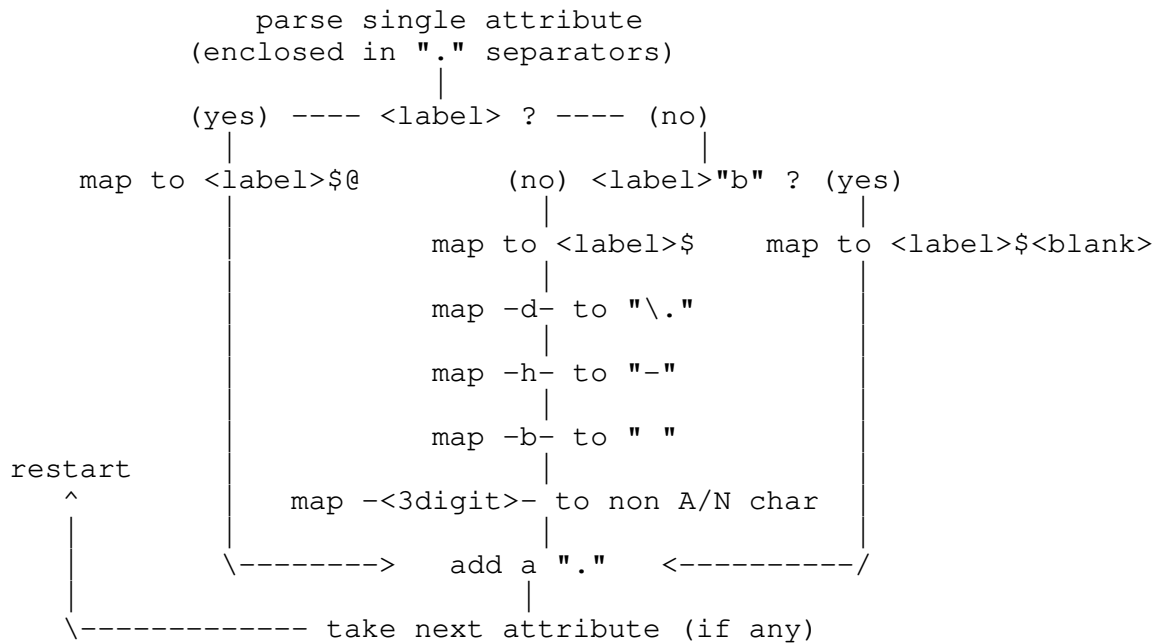 parse single attribute
(enclosed in "." separators)
|
(yes) ---- <label> ? ---- (no)
| |
map to <label>$@ (no) <label>"b" ? (yes)
| | |
| map to <label>$ map to <label>$<blank>
| | |
| map -d- to "\." |
| | |
| map -h- to "-" |
| | |
| map -b- to " " |
restart | | |
^ | map -<3digit>- to non A/N char |
| | | |
| \--------> add a "." <----------/
| |
\------------- take next attribute (if any)